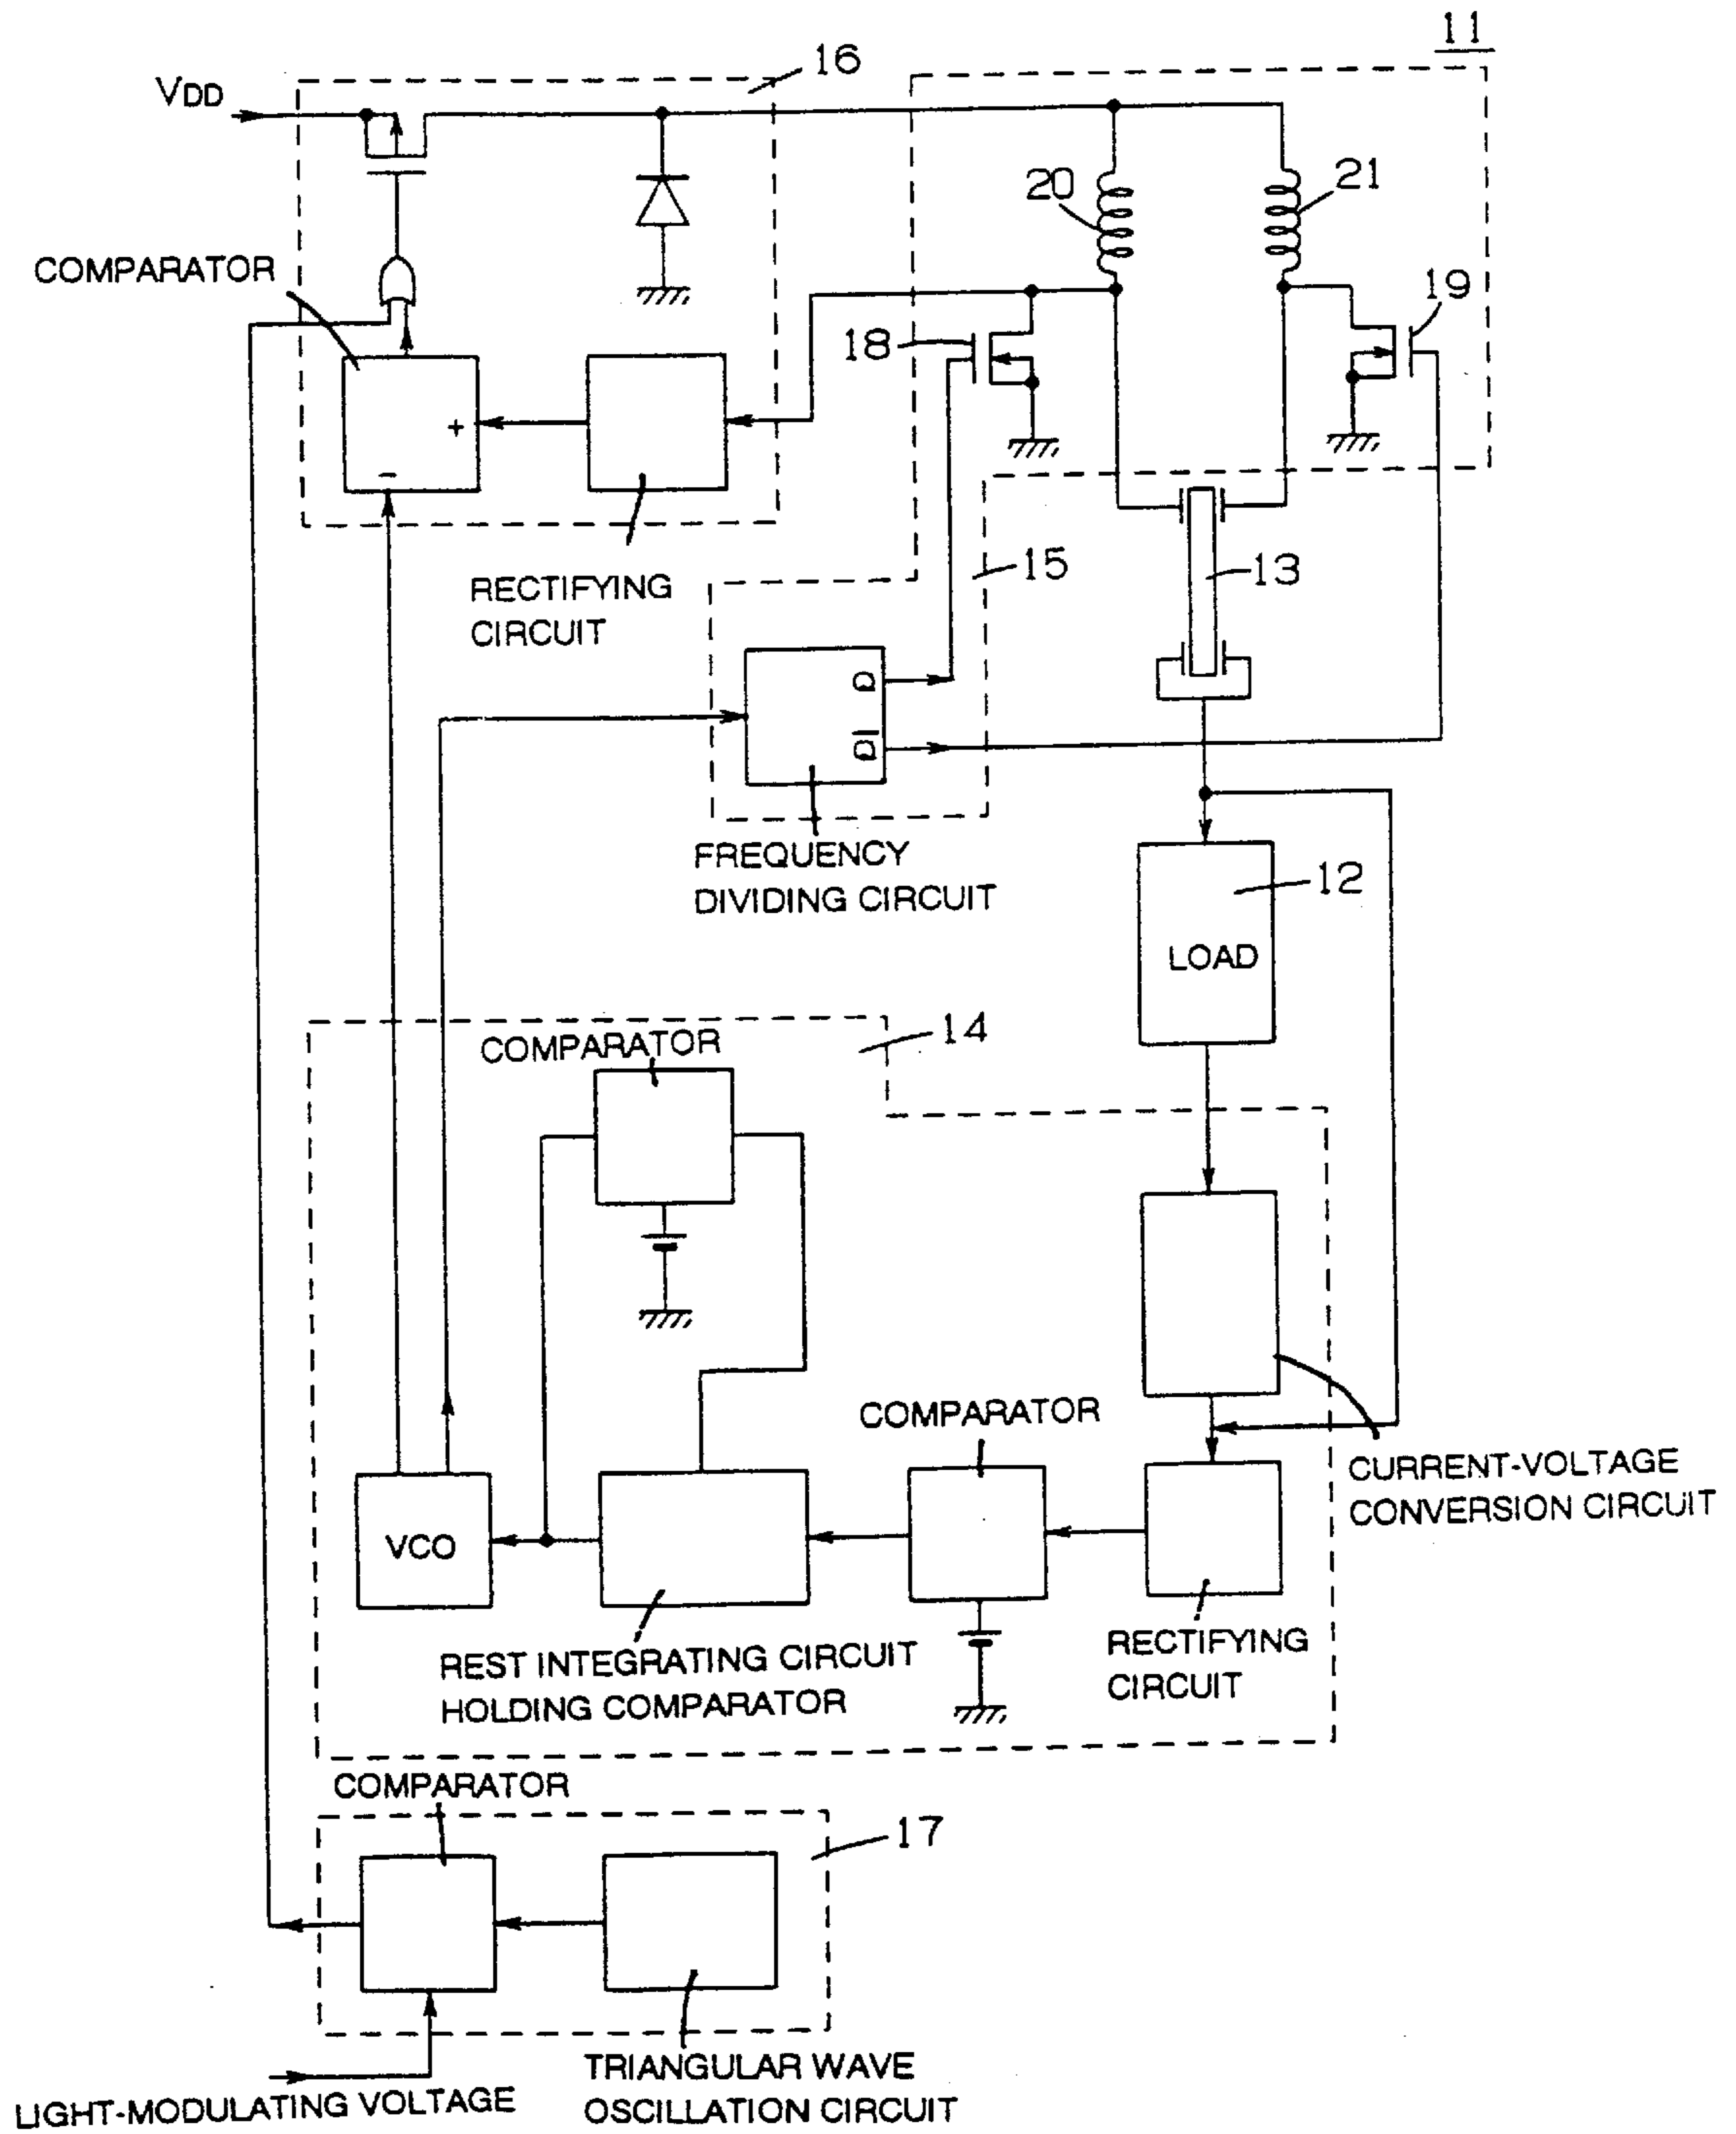 11
16
VDD
20
21
COMPARATOR
19
18
+
-
15
13
RECTIFYING
CIRCUIT
Q
Q̅
FREQUENCY
DIVIDING CIRCUIT
12
LOAD
14
COMPARATOR
COMPARATOR
CURRENT-VOLTAGE
CONVERSION CIRCUIT
VCO
REST INTEGRATING CIRCUIT
HOLDING COMPARATOR
RECTIFYING
CIRCUIT
COMPARATOR
17
TRIANGULAR WAVE
OSCILLATION CIRCUIT
LIGHT-MODULATING VOLTAGE